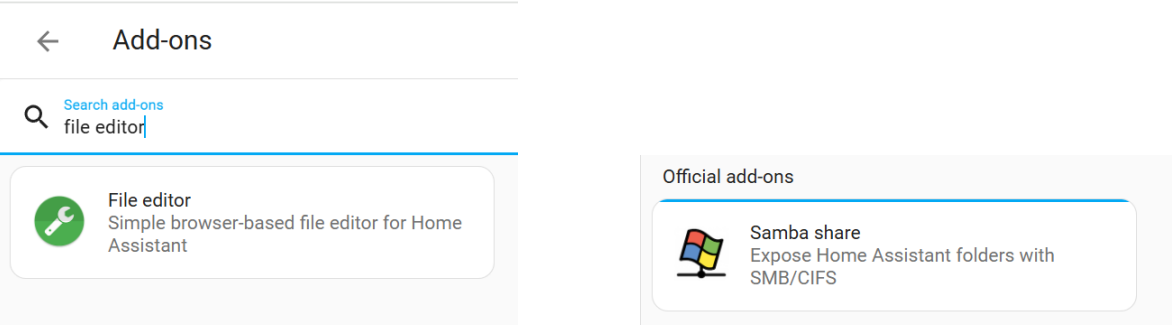 Add-ons
Search add-ons
file editor
File editor
Simple browser-based file editor for Home
Assistant
Official add-ons
Samba share
Expose Home Assistant folders with
SMB/CIFS